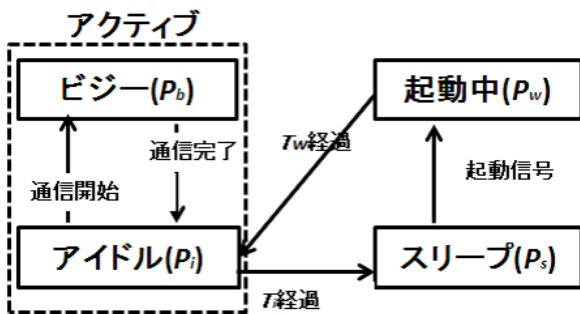 アクティブ
ビジー(Pb)
起動中(Pw)
通信完了
Tw経過
通信開始
起動信号
アイドル(Pi)
スリープ(Ps)
Ti経過